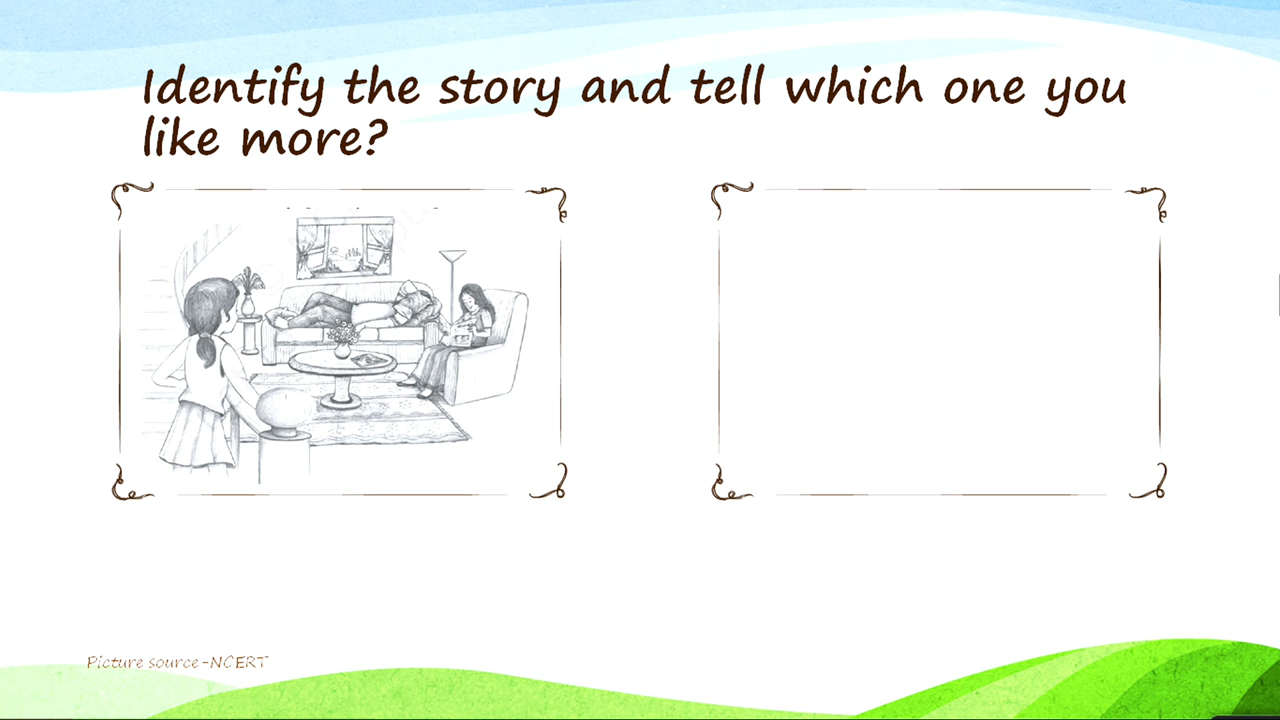 Identify the story and tell which one you
like more?
Picture source-NCERT